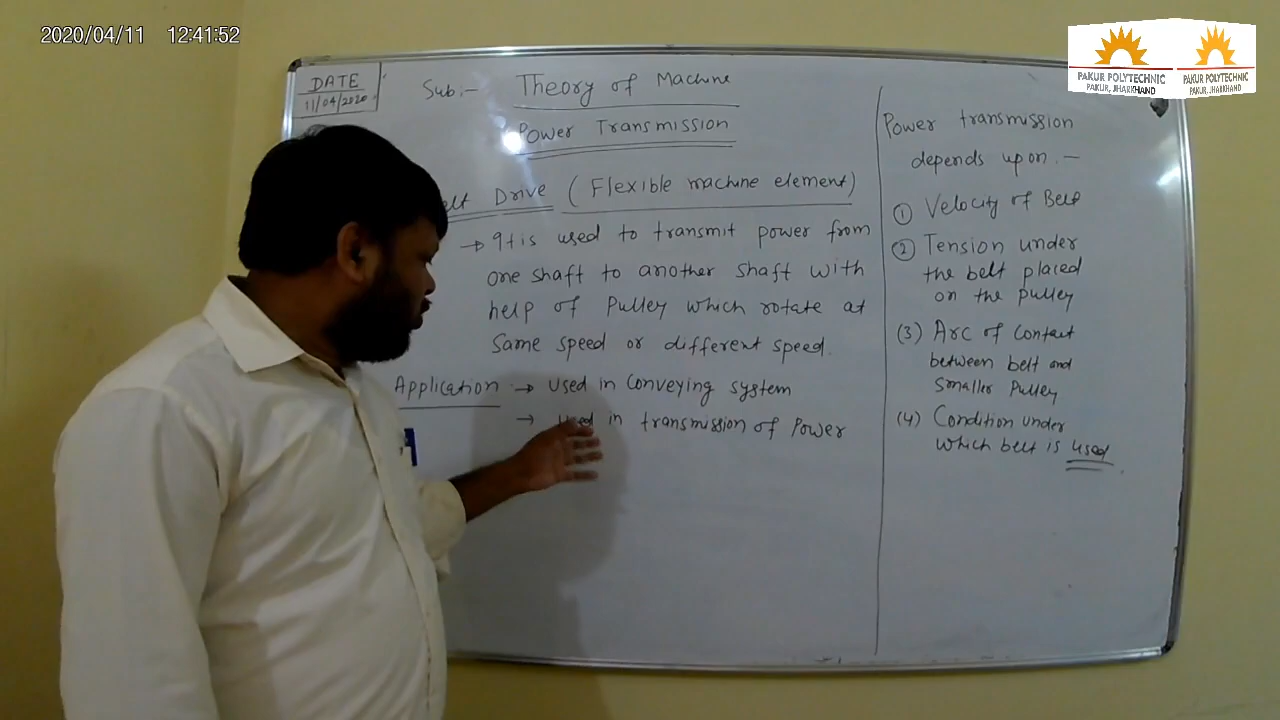 2020/04/11 12:41:52
PAKUR POLYTECHNIC
PAKUR, JHARKHAND
PAKUR POLYTECHNIC
PAKUR, JHARKHAND
DATE
11/04/2020
Sub:- Theory of Machine
Power Transmission
elt Drive (Flexible machine element)
→ It is used to transmit power from
one shaft to another shaft with
help of Pulley which rotate at
Same speed or different speed.
Application → Used in Conveying system
→ Used in transmission of Power
Power transmission
depends upon :-
① Velocity of Belt
② Tension under
the belt placed
on the pulley
(3) Arc of Contact
between belt and
Smaller Pulley
(4) Condition under
which belt is used.